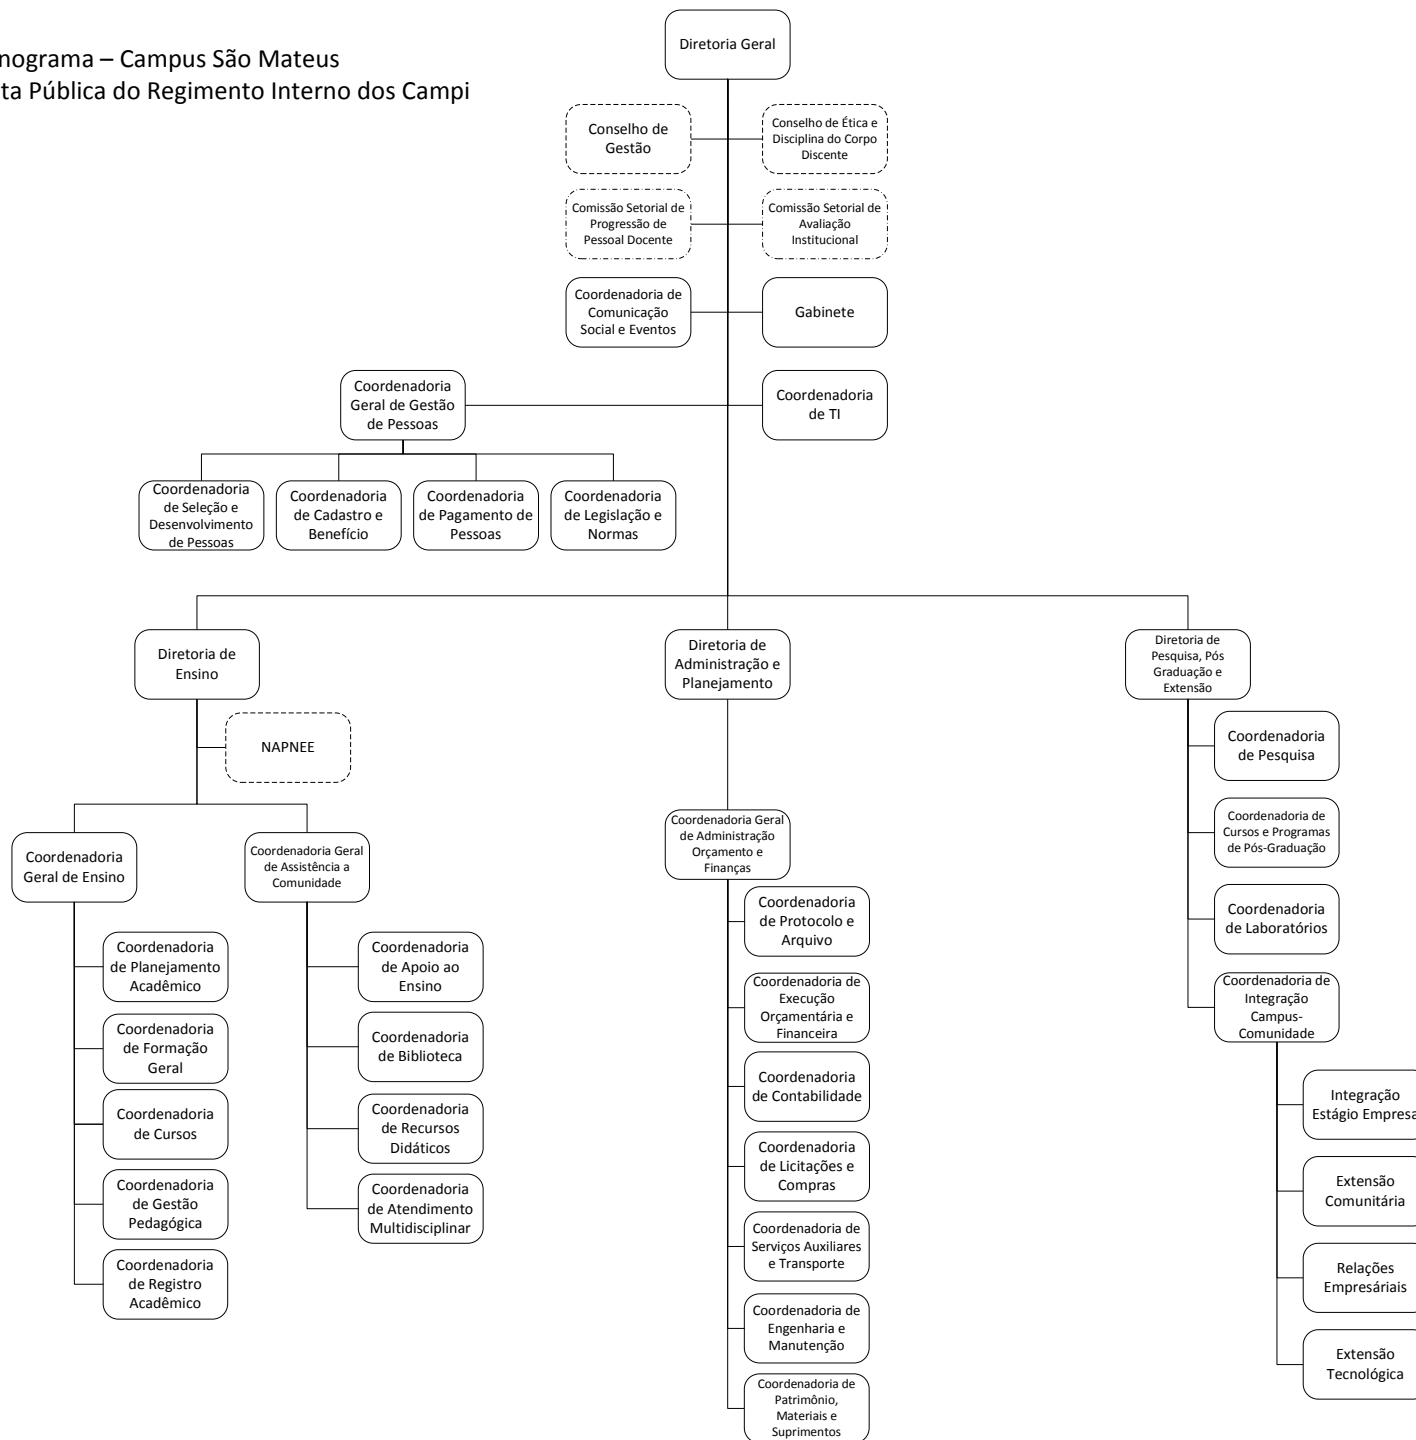 nograma – Campus São Mateus
ta Pública do Regimento Interno dos Campi
Diretoria Geral
Conselho de
Gestão
Conselho de Ética e
Disciplina do Corpo
Discente
Comissão Setorial de
Progressão de
Pessoal Docente
Comissão Setorial de
Avaliação
Institucional
Coordenadoria de
Comunicação
Social e Eventos
Gabinete
Coordenadoria
Geral de Gestão
de Pessoas
Coordenadoria
de TI
Coordenadoria
de Seleção e
Desenvolvimento
de Pessoas
Coordenadoria
de Cadastro e
Benefício
Coordenadoria
de Pagamento de
Pessoas
Coordenadoria
de Legislação e
Normas
Diretoria de
Ensino
Diretoria de
Administração e
Planejamento
Diretoria de
Pesquisa, Pós
Graduação e
Extensão
NAPNEE
Coordenadoria
Geral de Ensino
Coordenadoria Geral
de Assistência a
Comunidade
Coordenadoria
de Planejamento
Acadêmico
Coordenadoria
de Formação
Geral
Coordenadoria
de Cursos
Coordenadoria
de Gestão
Pedagógica
Coordenadoria
de Registro
Acadêmico
Coordenadoria
de Apoio ao
Ensino
Coordenadoria
de Biblioteca
Coordenadoria
de Recursos
Didáticos
Coordenadoria
de Atendimento
Multidisciplinar
Coordenadoria Geral
de Administração
Orçamento e
Finanças
Coordenadoria
de Protocolo e
Arquivo
Coordenadoria de
Execução
Orçamentária e
Financeira
Coordenadoria
de Contabilidade
Coordenadoria
de Licitações e
Compras
Coordenadoria de
Serviços Auxiliares
e Transporte
Coordenadoria de
Engenharia e
Manutenção
Coordenadoria de
Patrimônio,
Materiais e
Suprimentos
Coordenadoria
de Pesquisa
Coordenadoria de
Cursos e Programas
de Pós-Graduação
Coordenadoria
de Laboratórios
Coordenadoria de
Integração
Campus-
Comunidade
Integração
Estágio Empresa
Extensão
Comunitária
Relações
Empresáriais
Extensão
Tecnológica